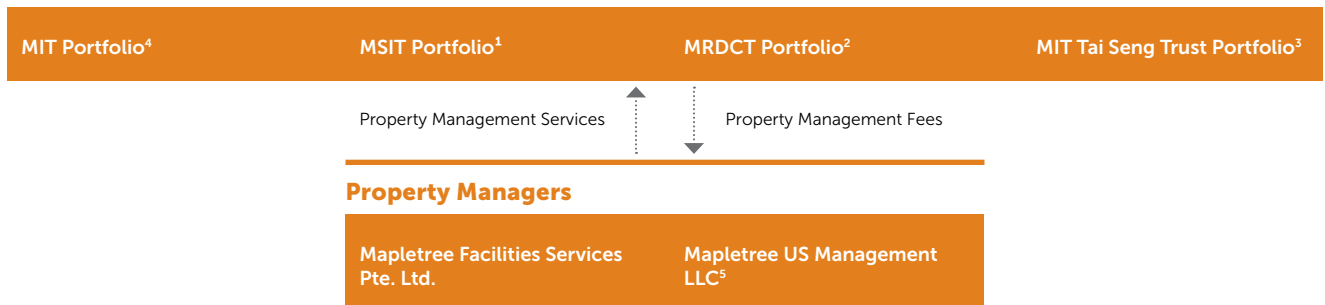 MIT Portfolio⁴
MSIT Portfolio¹
MRDCT Portfolio²
MIT Tai Seng Trust Portfolio³
Property Management Services
Property Management Fees
Property Managers
Mapletree Facilities Services
Pte. Ltd.
Mapletree US Management
LLC⁵